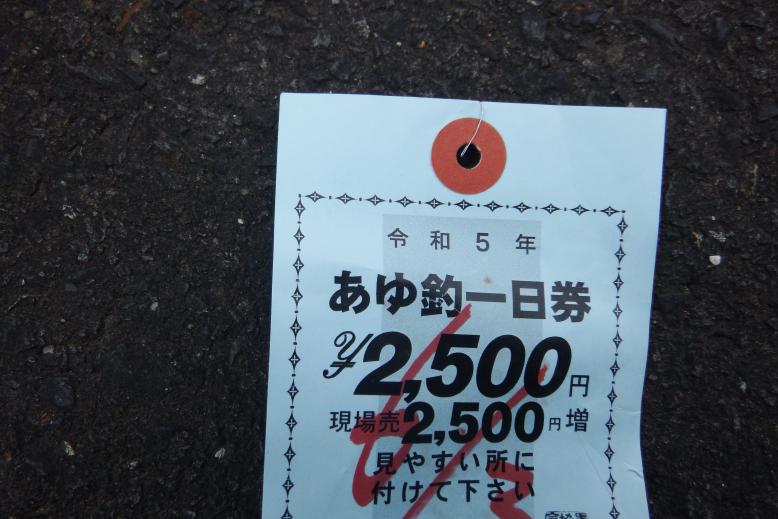 令和5年
あゆ釣一日券
¥2,500円
現場売2,500円増
見やすい所に
付けて下さい